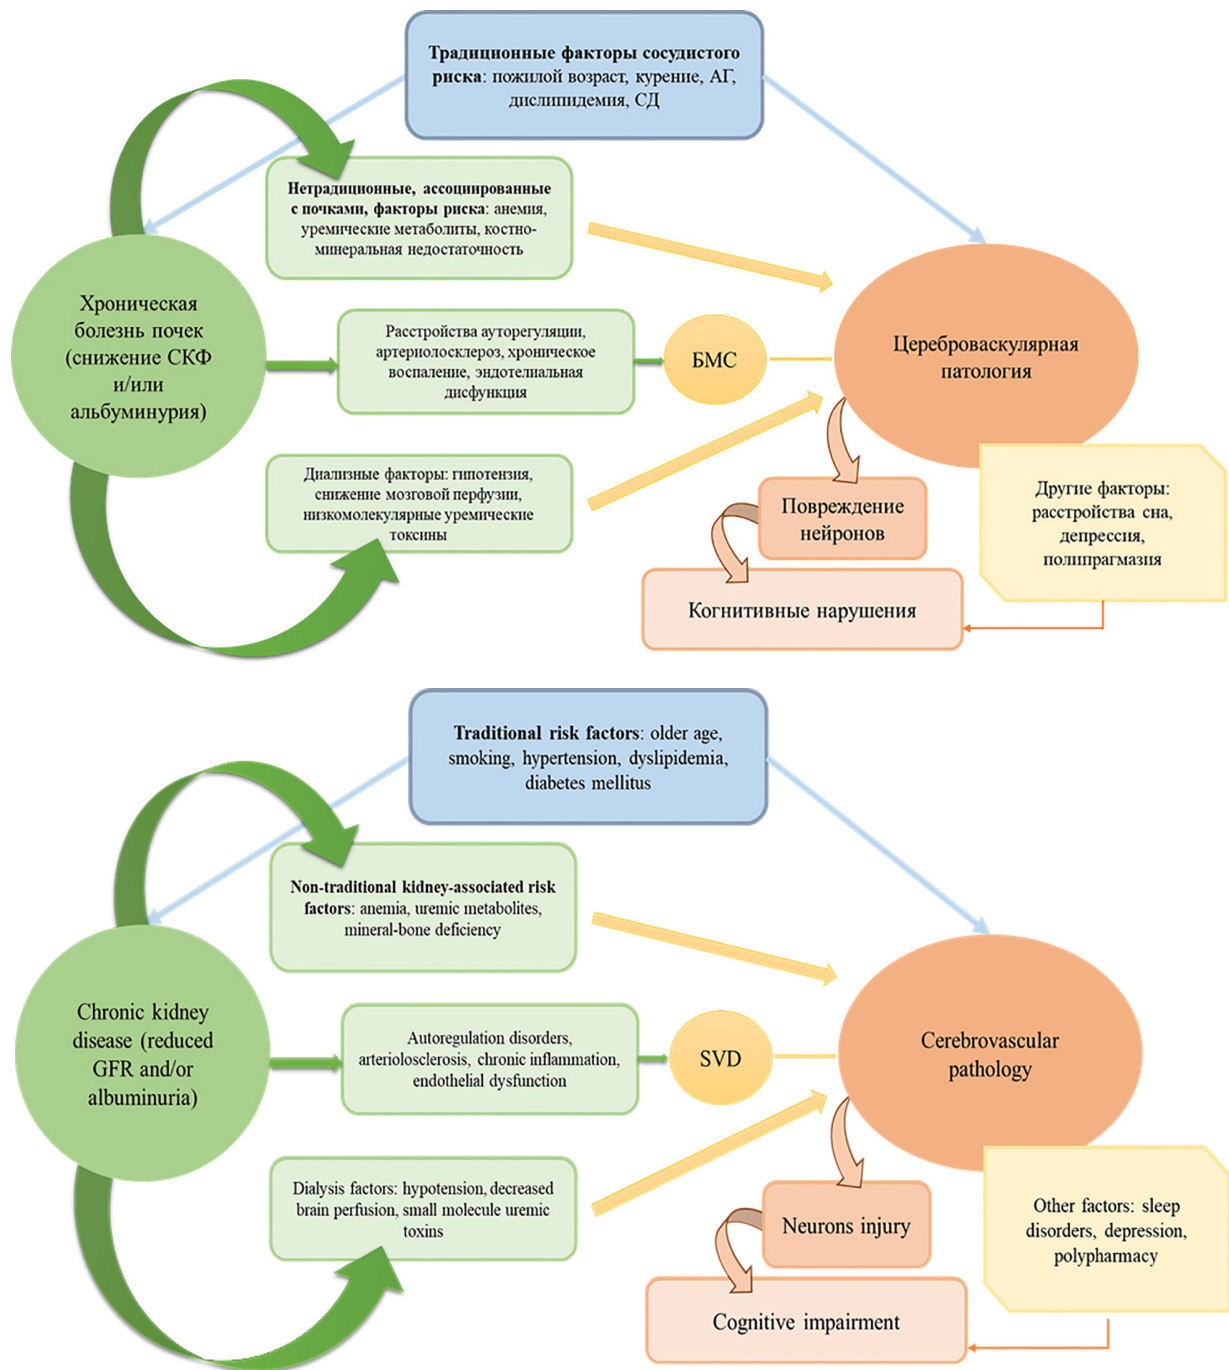 Традиционные факторы сосудистого
риска: пожилой возраст, курение, АГ,
дислипидемия, СД
Нетрадиционные, ассоциированные
с почками, факторы риска: анемия,
уремические метаболиты, костно-
минеральная недостаточность
Хроническая
болезнь почек
(снижение СКФ
и/или
альбуминурия)
Расстройства ауторегуляции,
артериолосклероз, хроническое
воспаление, эндотелиальная
дисфункция
БМС
Цереброваскулярная
патология
Диализные факторы: гипотензия,
снижение мозговой перфузии,
низкомолекулярные уремические
токсины
Повреждение
нейронов
Другие факторы:
расстройства сна,
депрессия,
полипрагмазия
Когнитивные нарушения
Traditional risk factors: older age,
smoking, hypertension, dyslipidemia,
diabetes mellitus
Non-traditional kidney-associated risk
factors: anemia, uremic metabolites,
mineral-bone deficiency
Chronic kidney
disease (reduced
GFR and/or
albuminuria)
Autoregulation disorders,
arteriolosclerosis, chronic inflammation,
endothelial dysfunction
SVD
Cerebrovascular
pathology
Dialysis factors: hypotension, decreased
brain perfusion, small molecule uremic
toxins
Neurons injury
Other factors: sleep
disorders, depression,
polypharmacy
Cognitive impairment